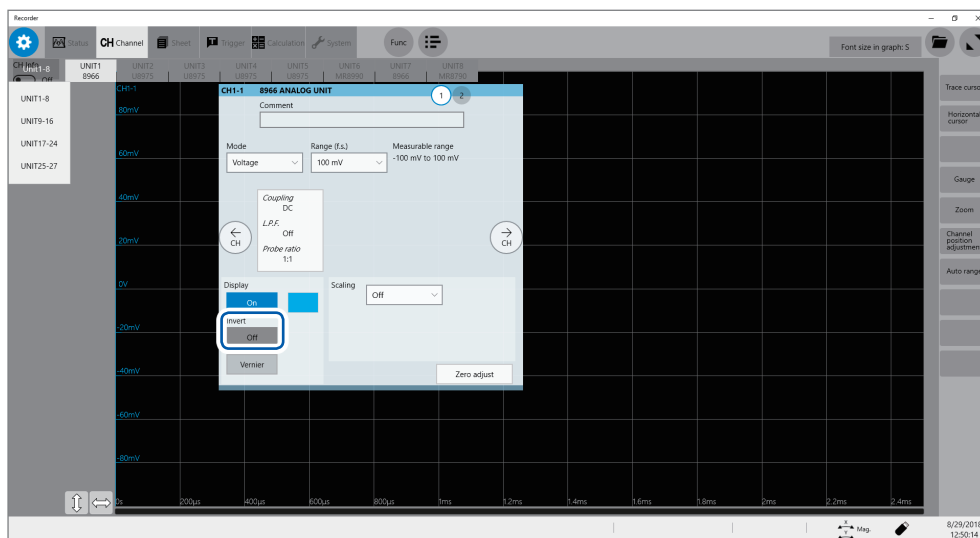 Recorder
Status
CH Channel
Sheet
Trigger
Calculation
System
Func
Font size in graph: S
CH Info.
Off
Unit1-8
UNIT1 UNIT2 UNIT3 UNIT4 UNIT5 UNIT6 UNIT7 UNIT8
8966 U8975 U8975 U8975 U8975 MR8990 8966 MR8790
UNIT1-8
UNIT9-16
UNIT17-24
UNIT25-27
CH1-1
80mV
60mV
40mV
20mV
0V
-20mV
-40mV
-60mV
-80mV
CH1-1 8966 ANALOG UNIT
1 2
Comment
Mode Range (f.s.) Measurable range
Voltage 100 mV -100 mV to 100 mV
Coupling
DC
L.P.F.
Off
Probe ratio
1:1
CH
CH
Display
On
Invert
Off
Vernier
Scaling
Off
Zero adjust
Trace curso
Horizontal
cursor
Gauge
Zoom
Channel
position
adjustmen
Auto range
0s 200µs 400µs 600µs 800µs 1ms 1.2ms 1.4ms 1.6ms 1.8ms 2ms 2.2ms 2.4ms
X
Y
Mag.
8/29/2018
12:50:14